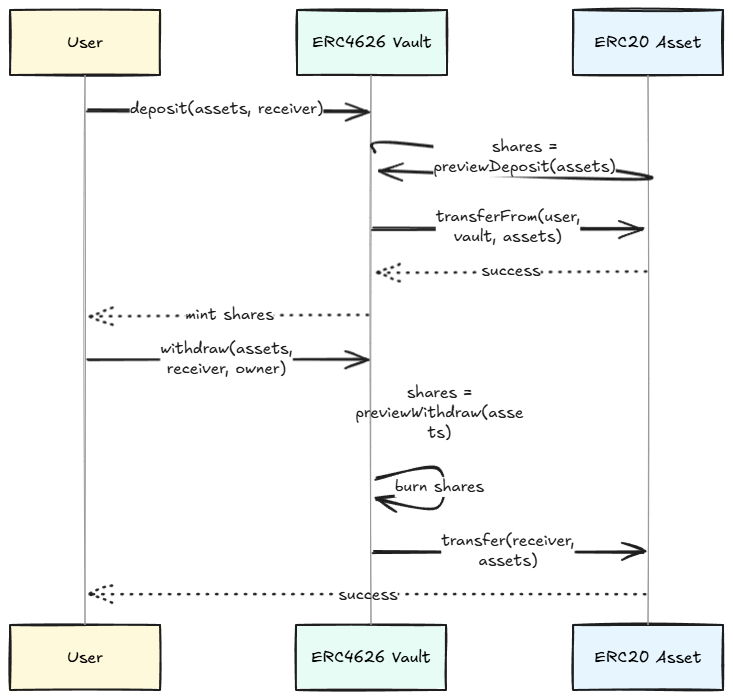 User
ERC4626 Vault
ERC20 Asset
deposit(assets, receiver)
shares =
previewDeposit(assets)
transferFrom(user,
vault, assets)
success
mint shares
withdraw(assets,
receiver, owner)
shares =
previewWithdraw(asse
ts)
burn shares
transfer(receiver,
assets)
success
User
ERC4626 Vault
ERC20 Asset